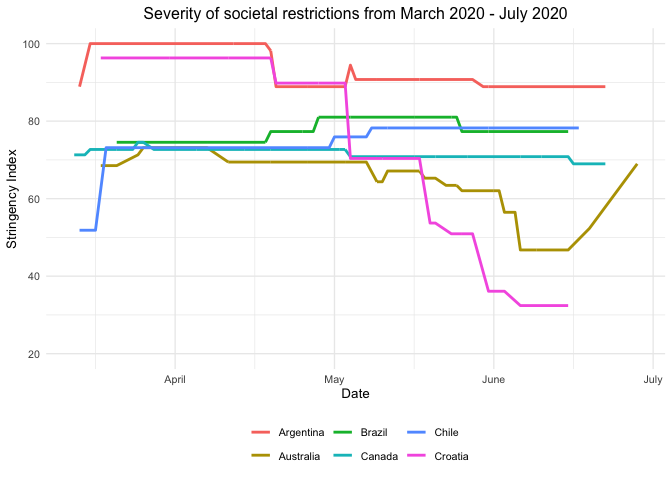 Severity of societal restrictions from March 2020 - July 2020
100
80
60
40
20
Stringency Index
April May June July
Date
Argentina Brazil Chile
Australia Canada Croatia